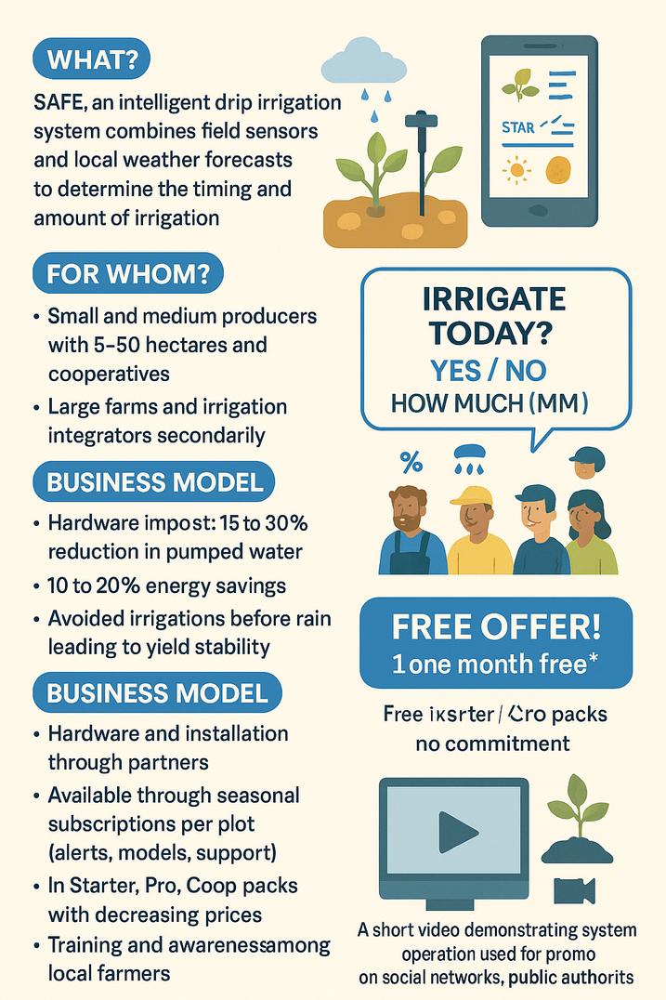 WHAT?
SAFE, an intelligent drip irrigation
system combines field sensors
and local weather forecasts
to determine the timing and
amount of irrigation
STAR
FOR WHOM?
• Small and medium producers
with 5–50 hectares and
cooperatives
• Large farms and irrigation
integrators secondarily
IRRIGATE
TODAY?
YES / NO
HOW MUCH (MM)
%
BUSINESS MODEL
• Hardware impost: 15 to 30%
reduction in pumped water
• 10 to 20% energy savings
• Avoided irrigations before rain
leading to yield stability
BUSINESS MODEL
• Hardware and installation
through partners
• Available through seasonal
subscriptions per plot
(alerts, models, support)
• In Starter, Pro, Coop packs
with decreasing prices
• Training and awarenessamong
local farmers
FREE OFFER!
1 one month free*
Free / packs
no commitment
A short video demonstrating system
operation used for promo
on social networks, public authorits